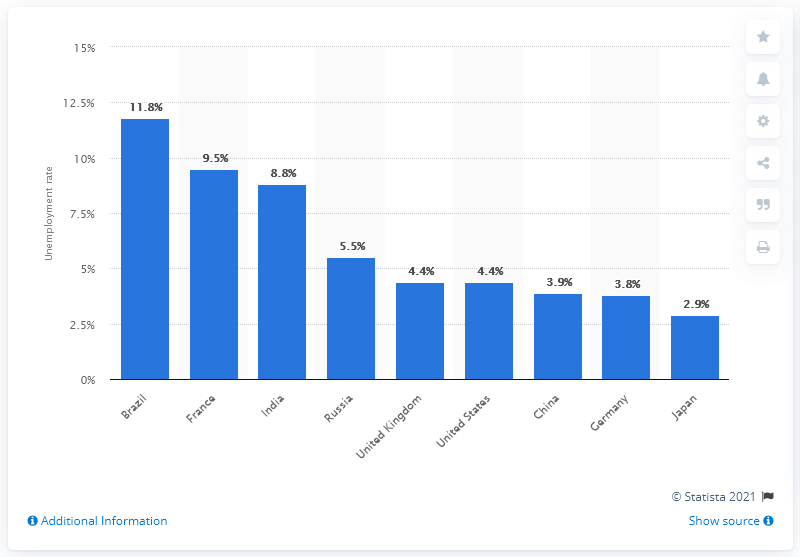 15%
12.5%
10%
7.5%
5%
2.5%
0%
Unemployment rate
11.8%
9.5%
8.8%
5.5%
4.4%
4.4%
3.9%
3.8%
2.9%
Brazil
France
India
Russia
United Kingdom
United States
China
Germany
Japan
© Statista 2021
Additional Information
Show source